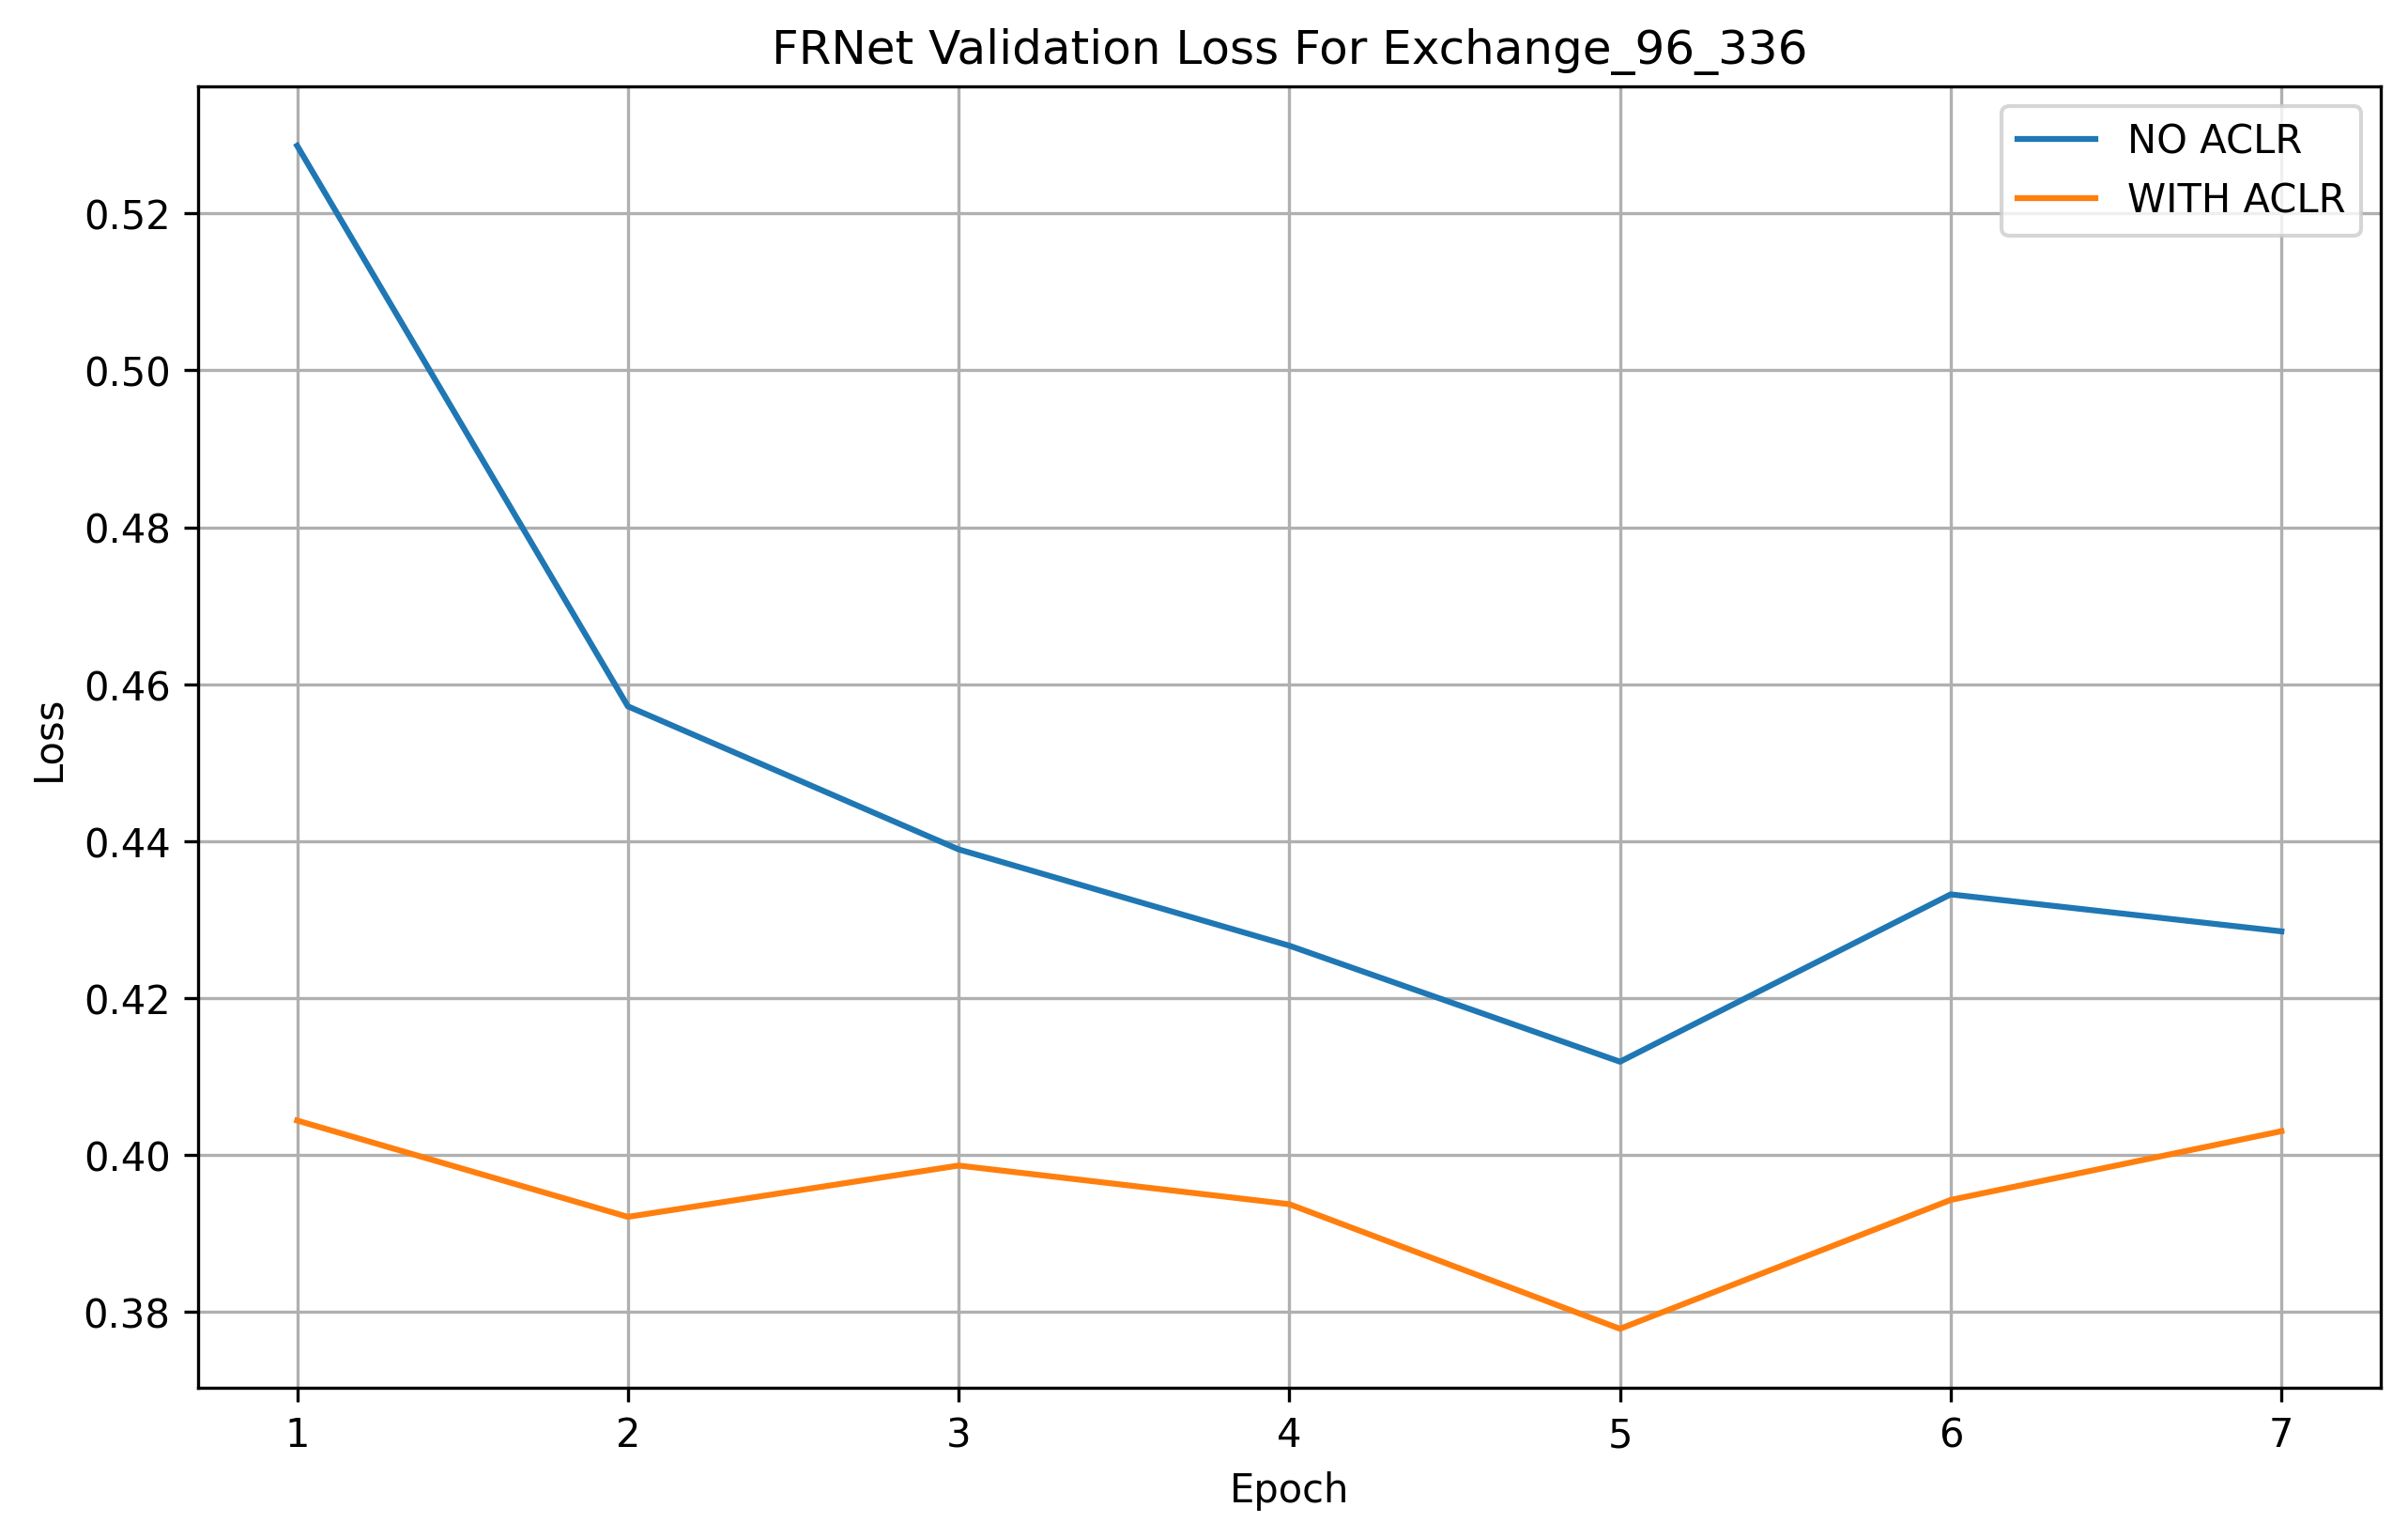 FRNet Validation Loss For Exchange_96_336
NO ACLR
WITH ACLR
0.52
0.50
0.48
0.46
0.44
0.42
0.40
0.38
Loss
1 2 3 4 5 6 7
Epoch